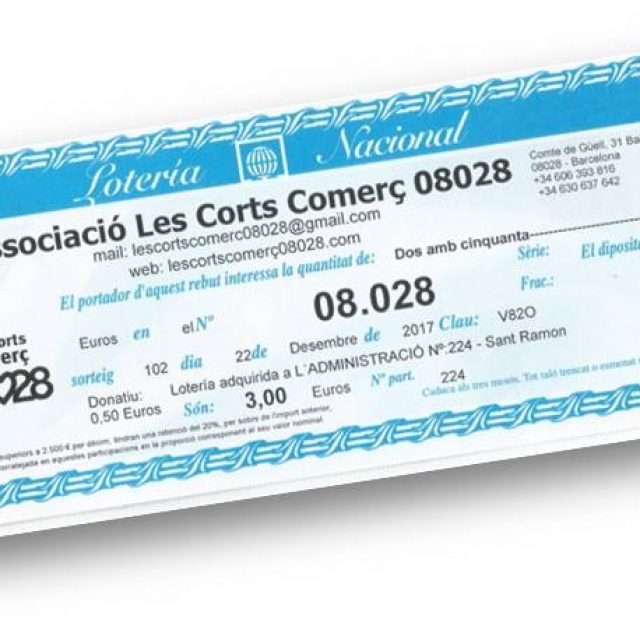 Lotería Nacional
ssociació Les Corts Comerç 08028
mail: lescortscomerc08028@gmail.com
web: lescortscomerç08028.com
Comte de Güell, 31 Ba
08028 - Barcelona
+34 606 393 816
+34 630 637 642
El portador d'aquest rebut interessa la quantitat de: Dos amb cinquanta
Euros en el Nº 08.028 Série: El diposit
Frac.:
orts
erç
028
sorteig 102 dia 22 de Desembre de 2017 Clau: V82O
Donatiu: Loteria adquirida a L´ADMINISTRACIÓ Nº.224 - Sant Ramon
0,50 Euros Són: 3,00 Euros Nº part. 224
Caduca als tres mesos. Tot taló trencat o esmenat
superiors a 2.500 € per dècim, tindran una retenció del 20%, per sobre de l'import anterior,
en aquestes participacions en la proporció corresponent al seu valor nominal.